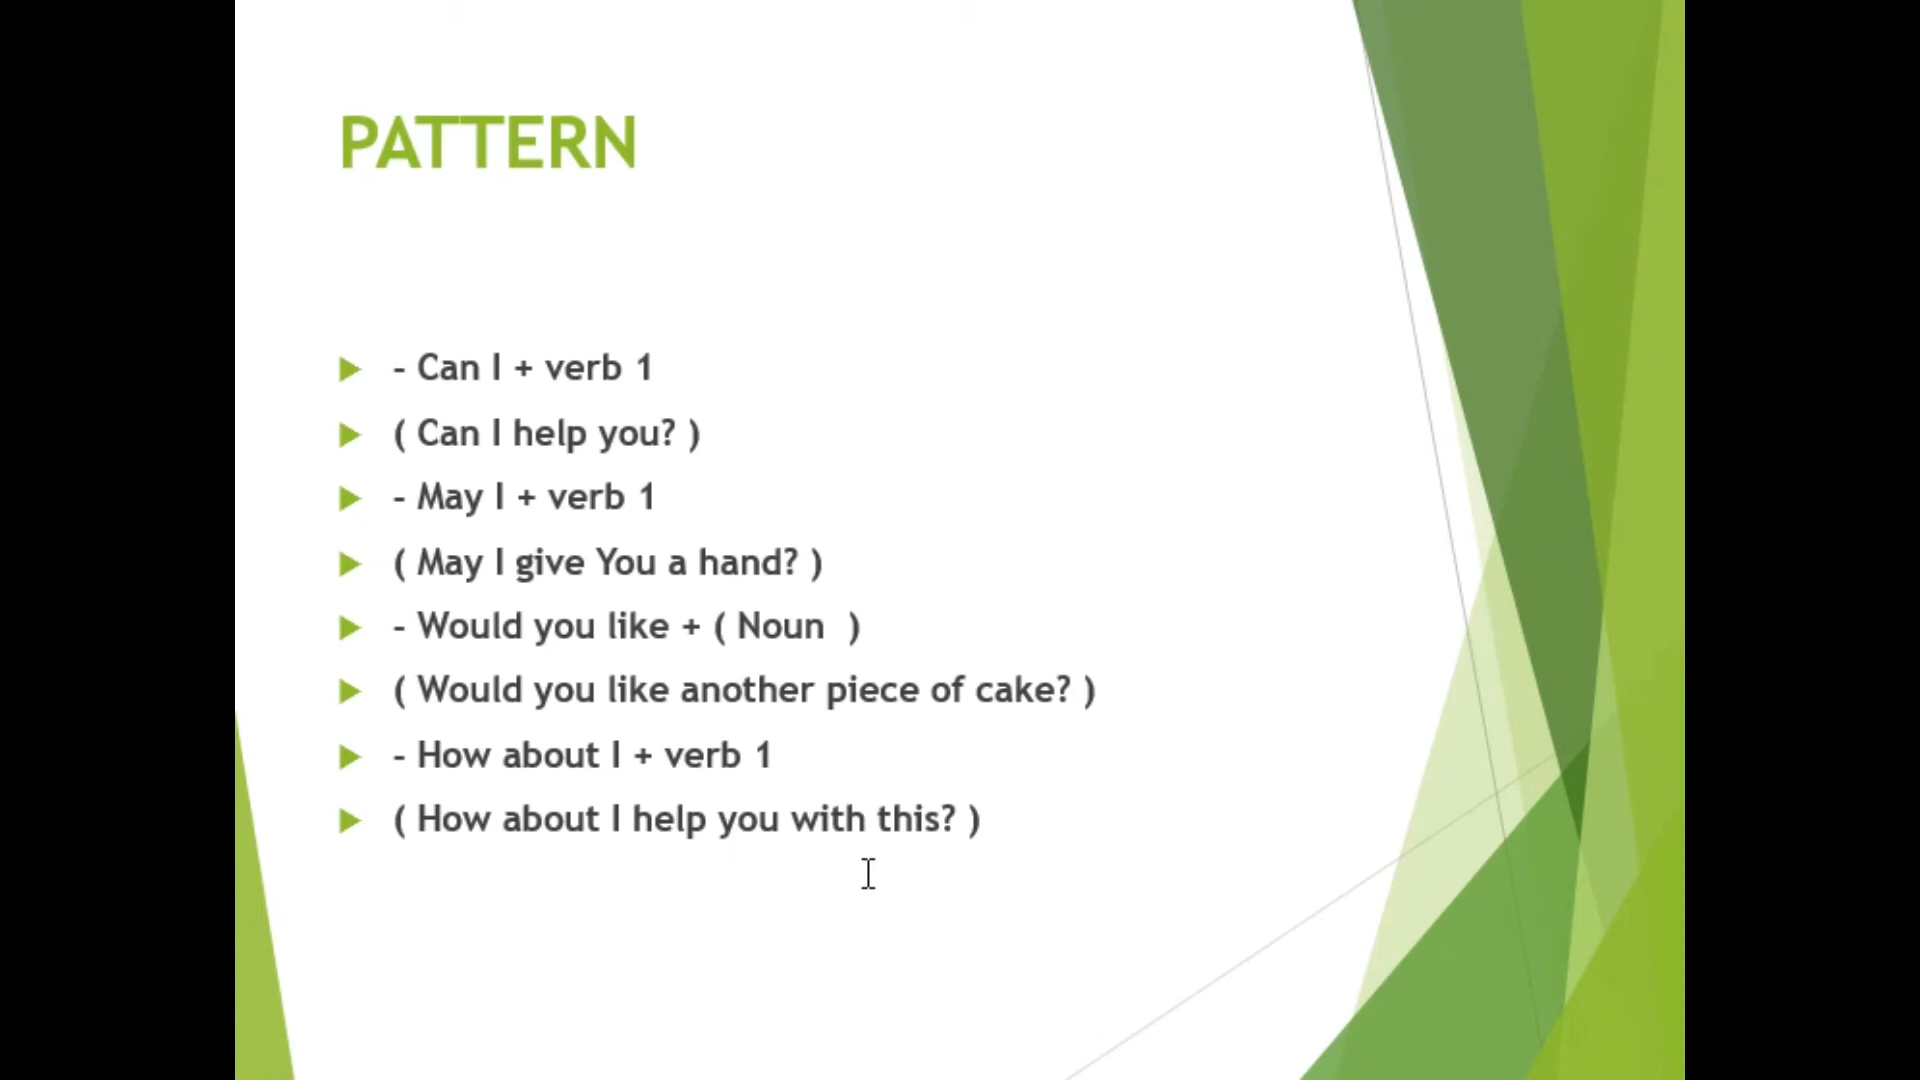 PATTERN
- Can I + verb 1
( Can I help you? )
- May I + verb 1
( May I give You a hand? )
- Would you like + ( Noun  )
( Would you like another piece of cake? )
- How about I + verb 1
( How about I help you with this? )